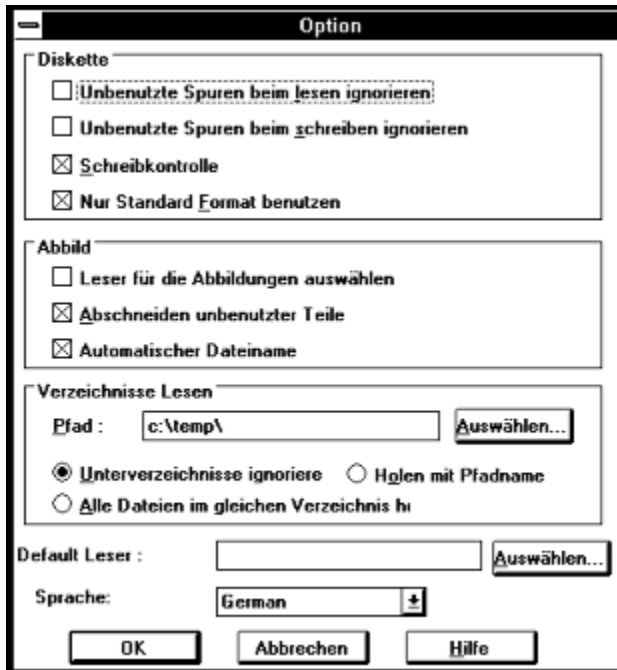 Option
Diskette
Unbenutzte Spuren beim lesen ignorieren
Unbenutzte Spuren beim schreiben ignorieren
Schreibkontrolle
Nur Standard Format benutzen
Abbild
Leser für die Abbildungen auswählen
Abschneiden unbenutzter Teile
Automatischer Dateiname
Verzeichnisse Lesen
Pfad : c:\temp\ Auswählen...
Unterverzeichnisse ignoriere Holen mit Pfadname
Alle Dateien im gleichen Verzeichnis
Default Leser : Auswählen...
Sprache: German
OK Abbrechen Hilfe